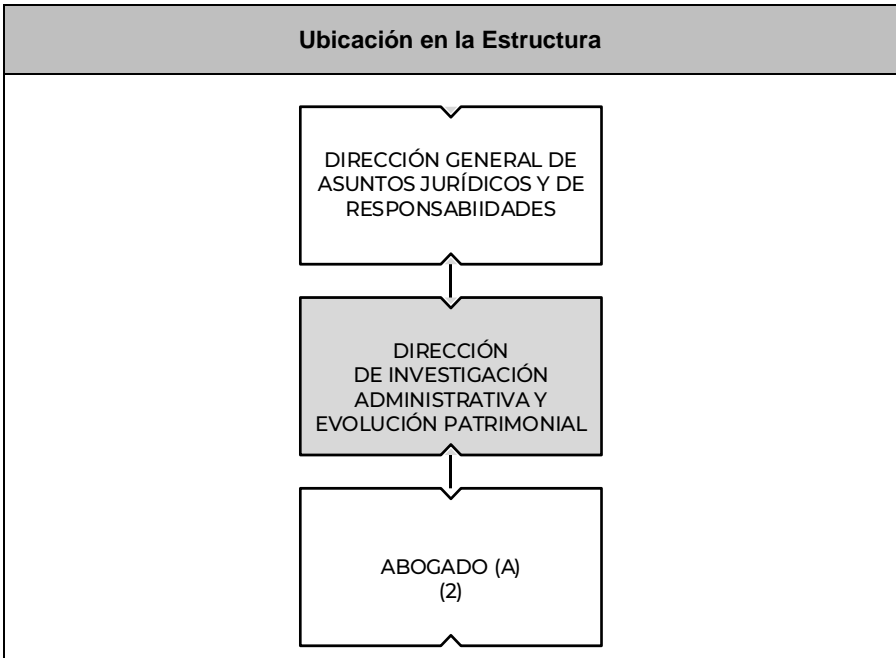 Ubicación en la Estructura
DIRECCIÓN GENERAL DE
ASUNTOS JURÍDICOS Y DE
RESPONSABIIDADES
DIRECCIÓN
DE INVESTIGACIÓN
ADMINISTRATIVA Y
EVOLUCIÓN PATRIMONIAL
ABOGADO (A)
(2)